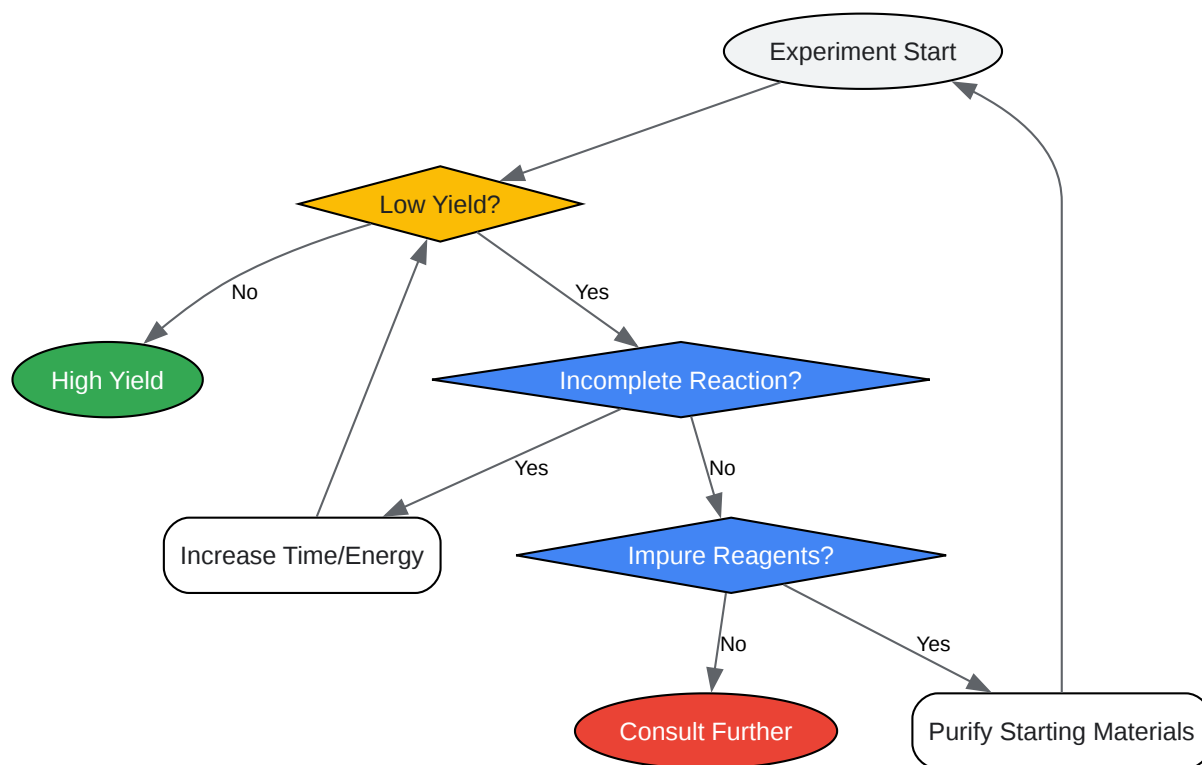 Experiment Start
Low Yield?
No
Yes
High Yield
Incomplete Reaction?
Yes
No
Increase Time/Energy
Impure Reagents?
No
Yes
Consult Further
Purify Starting Materials